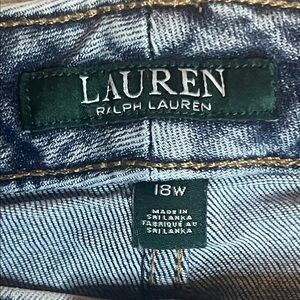 LAUREN
RALPH LAUREN
18W
MADE IN
SRI LANKA
FABRIQUÉ AU
SRI LANKA